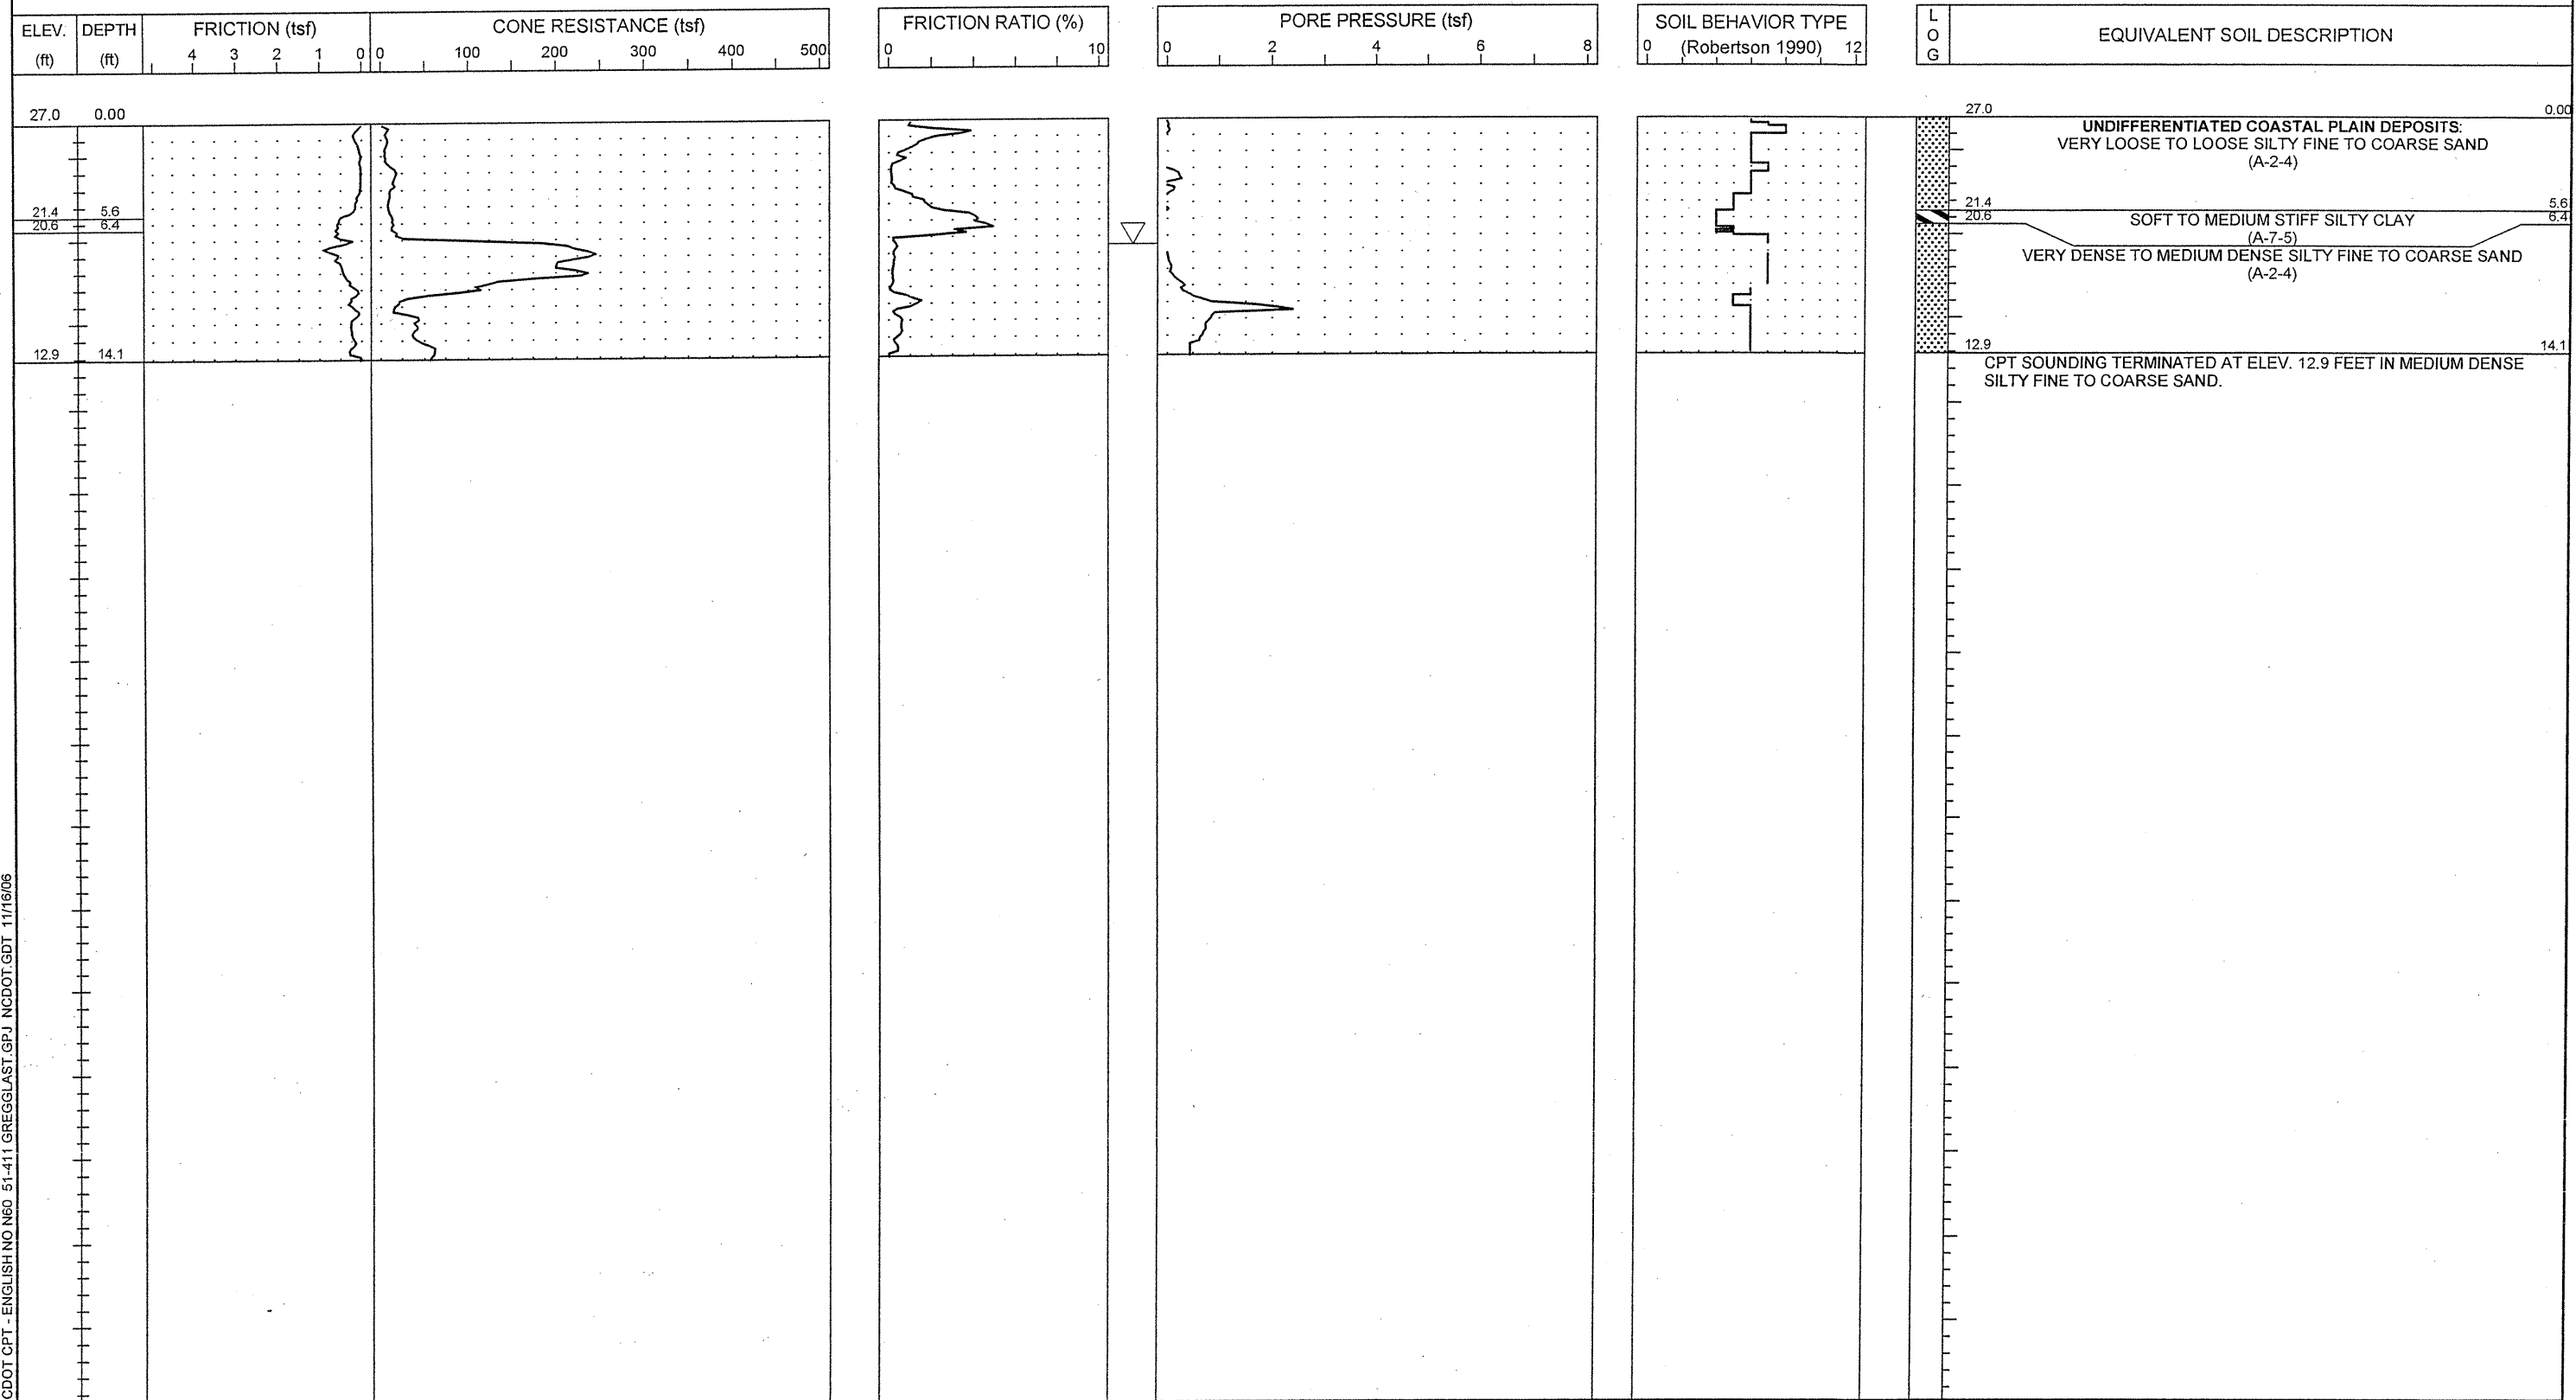 ELEV. DEPTH FRICTION (tsf) CONE RESISTANCE (tsf) FRICTION RATIO (%) PORE PRESSURE (tsf) SOIL BEHAVIOR TYPE LOG EQUIVALENT SOIL DESCRIPTION
(ft) (ft) 4 3 2 1 0 0 100 200 300 400 500 0 10 0 2 4 6 8 0 (Robertson 1990) 12
27.0 0.00 27.0 0.00
UNDIFFERENTIATED COASTAL PLAIN DEPOSITS:
VERY LOOSE TO LOOSE SILTY FINE TO COARSE SAND
(A-2-4)
21.4 5.6 21.4 5.6
20.6 6.4 20.6 SOFT TO MEDIUM STIFF SILTY CLAY 6.4
(A-7-5)
VERY DENSE TO MEDIUM DENSE SILTY FINE TO COARSE SAND
(A-2-4)
12.9 14.1 12.9 14.1
CPT SOUNDING TERMINATED AT ELEV. 12.9 FEET IN MEDIUM DENSE
SILTY FINE TO COARSE SAND.
CDOT CPT - ENGLISH NO N60 51-411 GREGGLAST.GPJ NCDOT.GDT 11/16/06